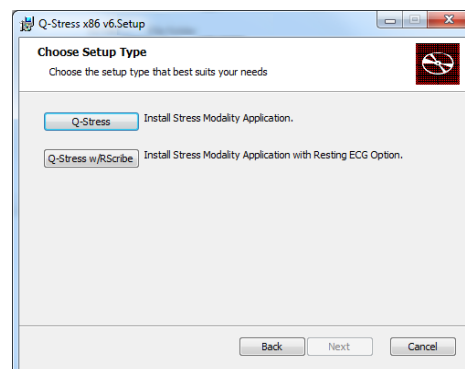 Q-Stress x86 v6.Setup
Choose Setup Type
Choose the setup type that best suits your needs
Q-Stress Install Stress Modality Application.
Q-Stress w/RScribe Install Stress Modality Application with Resting ECG Option.
Back Next Cancel